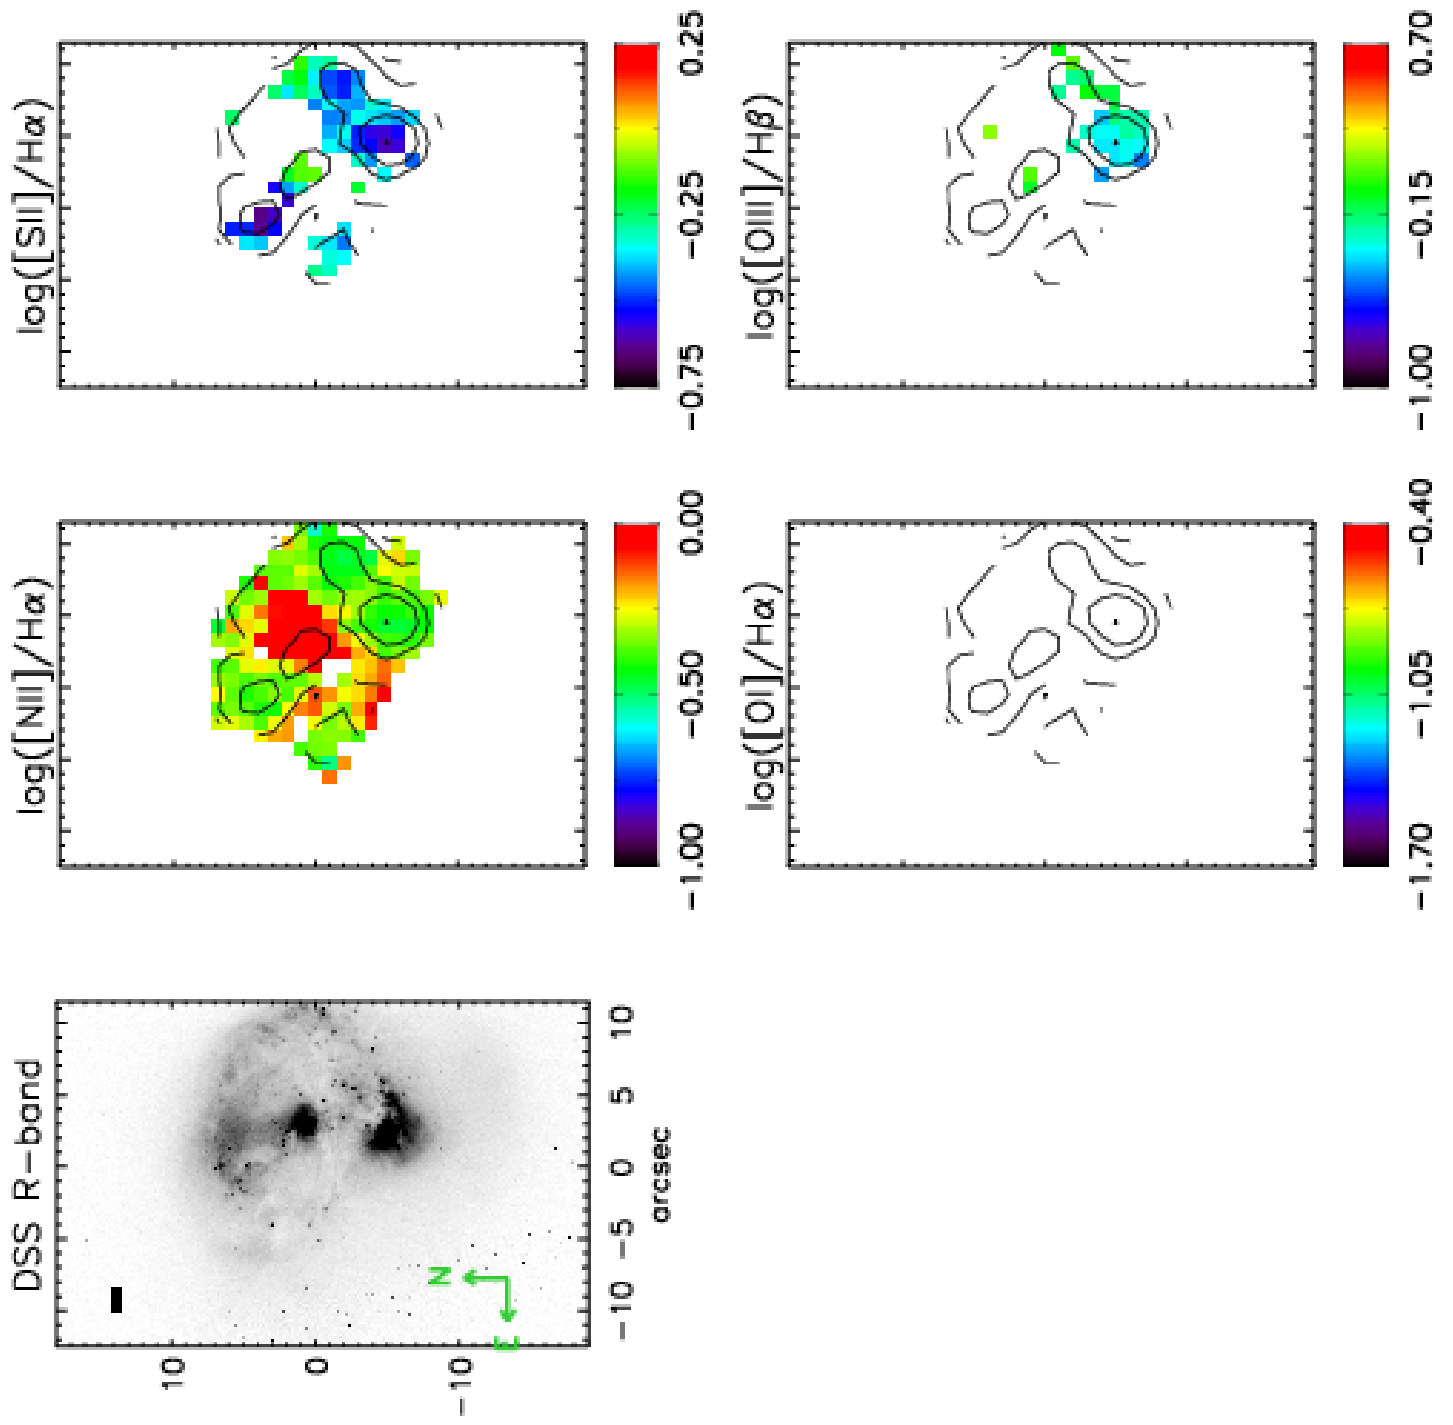 DSS R-band
10
0
-10
-10 -5 0 5 10
arcsec
N
E
log([NII]/Hα)
-1.00 -0.50 0.00
log([SII]/Hα)
-0.75 -0.25 0.25
log([OI]/Hα)
-1.70 -1.05 -0.40
log([OIII]/Hβ)
-1.00 -0.15 0.70